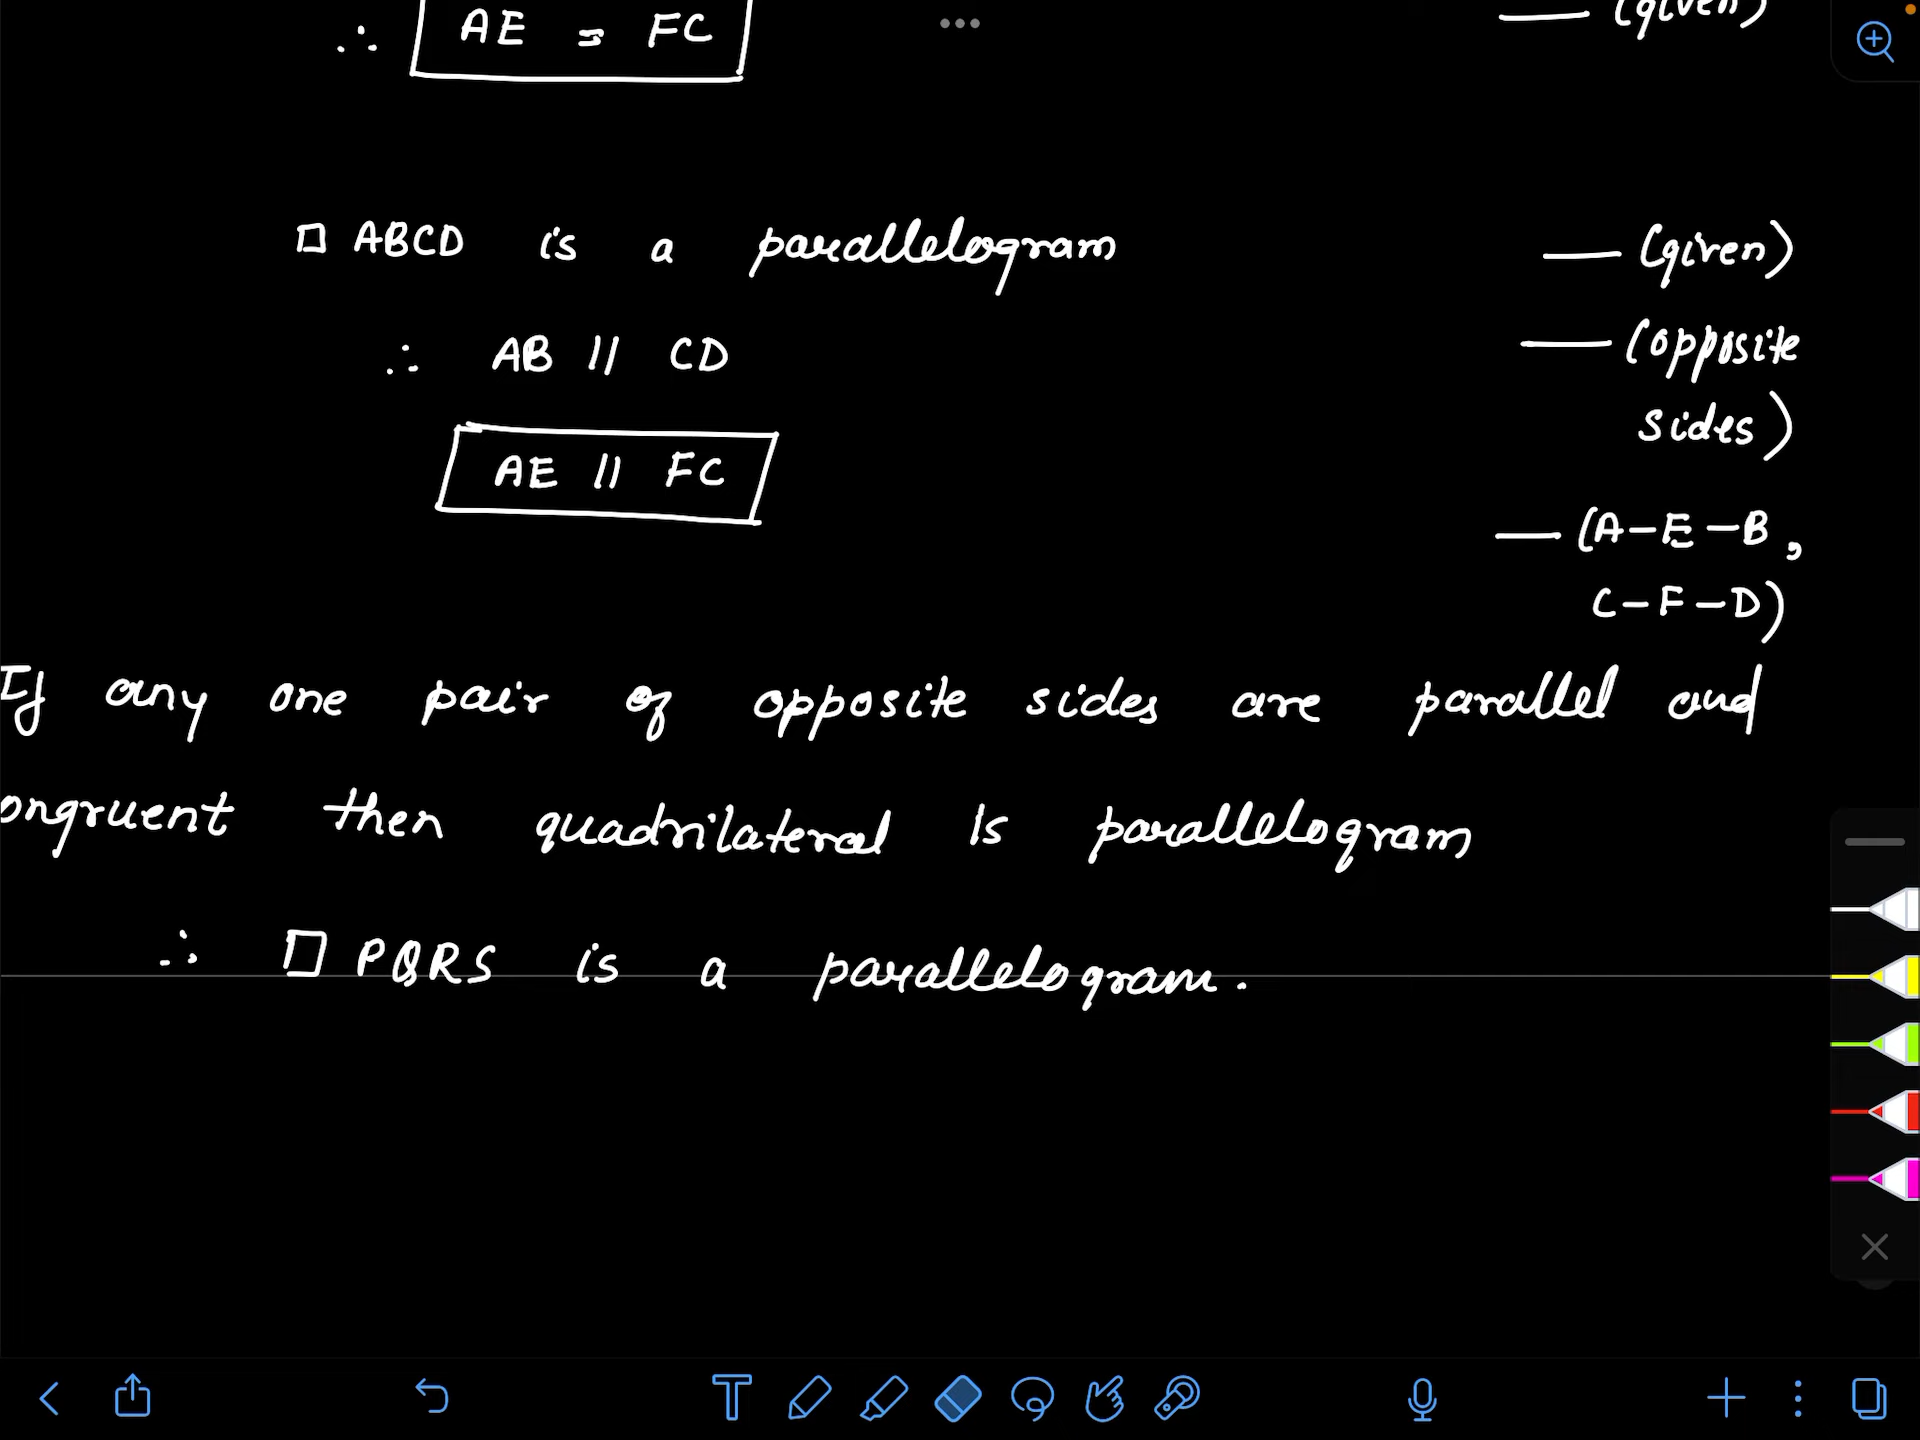 ∴ AE = FC — (given)
□ ABCD is a parallelogram — (given)
∴ AB || CD — (opposite
sides)
AE || FC
— (A-E-B,
C-F-D)
If any one pair of opposite sides are parallel and
ongruent then quadrilateral is parallelogram
∴ □ PQRS is a parallelogram.